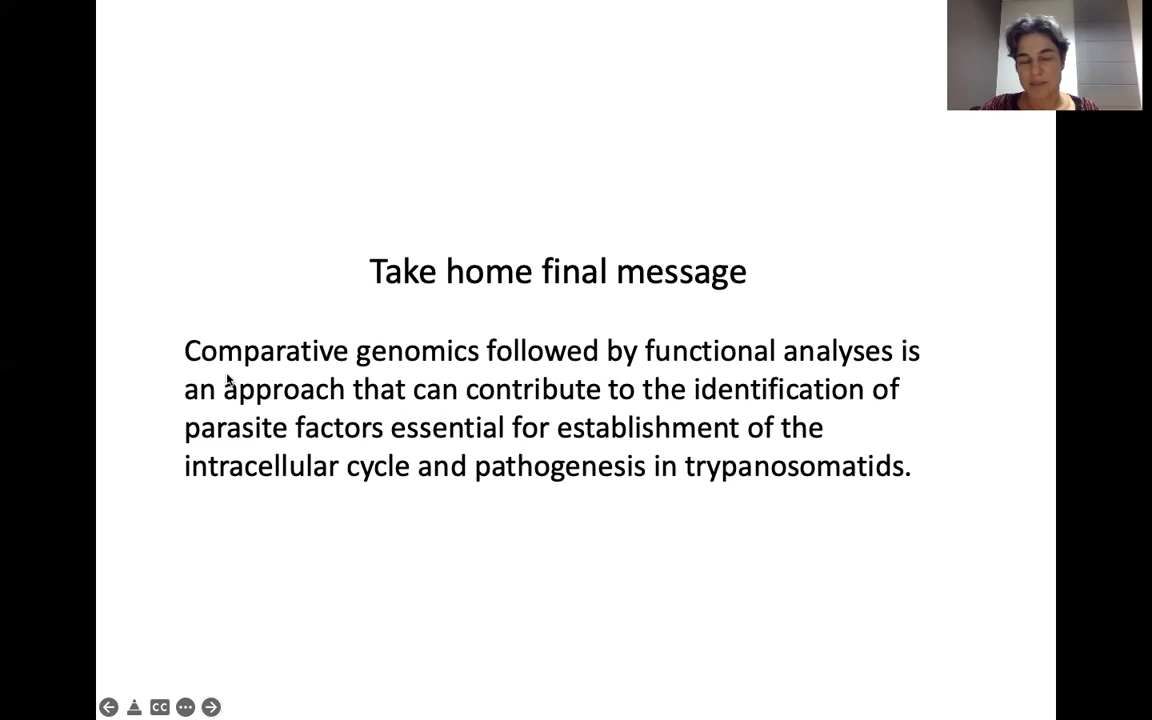 Take home final message
Comparative genomics followed by functional analyses is
an approach that can contribute to the identification of
parasite factors essential for establishment of the
intracellular cycle and pathogenesis in trypanosomatids.
CC